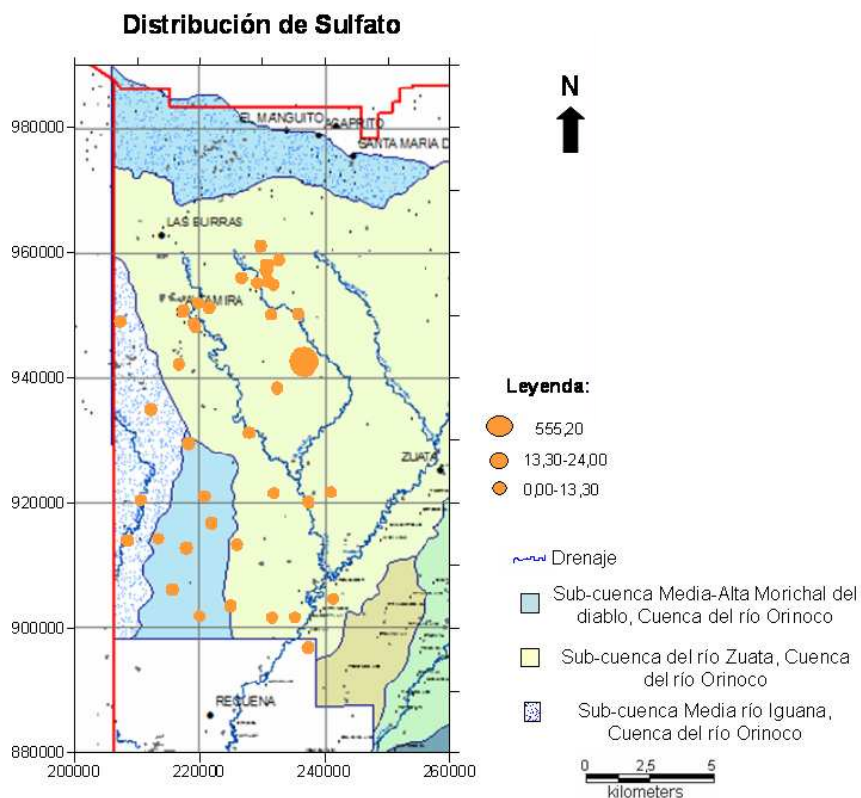 Distribución de Sulfato
N
980000
960000
940000
920000
900000
880000
200000
220000
240000
260000
EL MANGUITO
AGAPRITO
SANTA MARIA D
LAS BURRAS
ZUATA
REQUENA
Leyenda:
555,20
13,30-24,00
0,00-13,30
Drenaje
Sub-cuenca Media-Alta Morichal del
diablo, Cuenca del río Orinoco
Sub-cuenca del río Zuata, Cuenca
del río Orinoco
Sub-cuenca Media río Iguana,
Cuenca del río Orinoco
0 2,5 5
kilometers